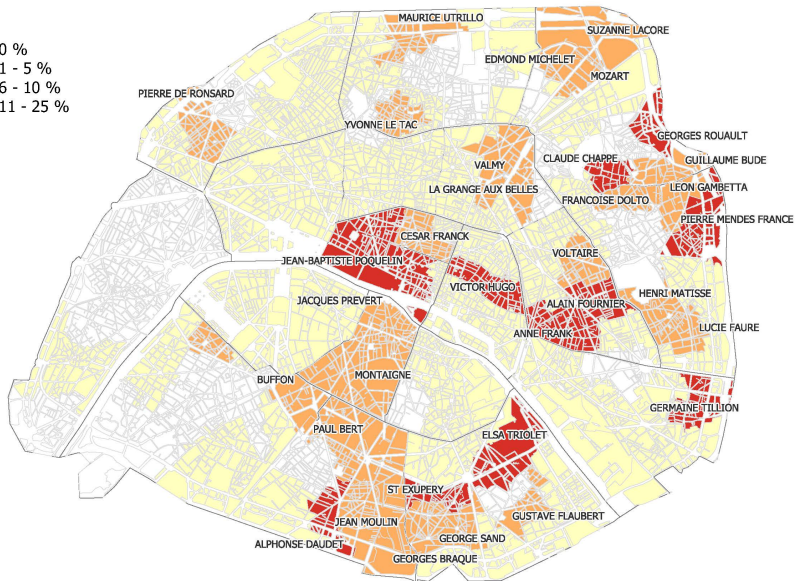 MAURICE UTRILLO
SUZANNE LACORE
0 %
1 - 5 %
6 - 10 %
11 - 25 %
EDMOND MICHELET
MOZART
PIERRE DE RONSARD
YVONNE LE TAC
GEORGES ROUAULT
CLAUDE CHAPPE
GUILLAUME BUDE
VALMY
LA GRANGE AUX BELLES
LEON GAMBETTA
FRANCOISE DOLTO
PIERRE MENDES FRANCE
CESAR FRANCK
VOLTAIRE
JEAN-BAPTISTE POQUELIN
VICTOR HUGO
HENRI MATISSE
JACQUES PREVERT
ALAIN FOURNIER
ANNE FRANK
LUCIE FAURE
BUFFON
MONTAIGNE
GERMAINE TILLION
PAUL BERT
ELSA TRIOLET
ST EXUPERY
GUSTAVE FLAUBERT
JEAN MOULIN
GEORGE SAND
ALPHONSE DAUDET
GEORGES BRAQUE